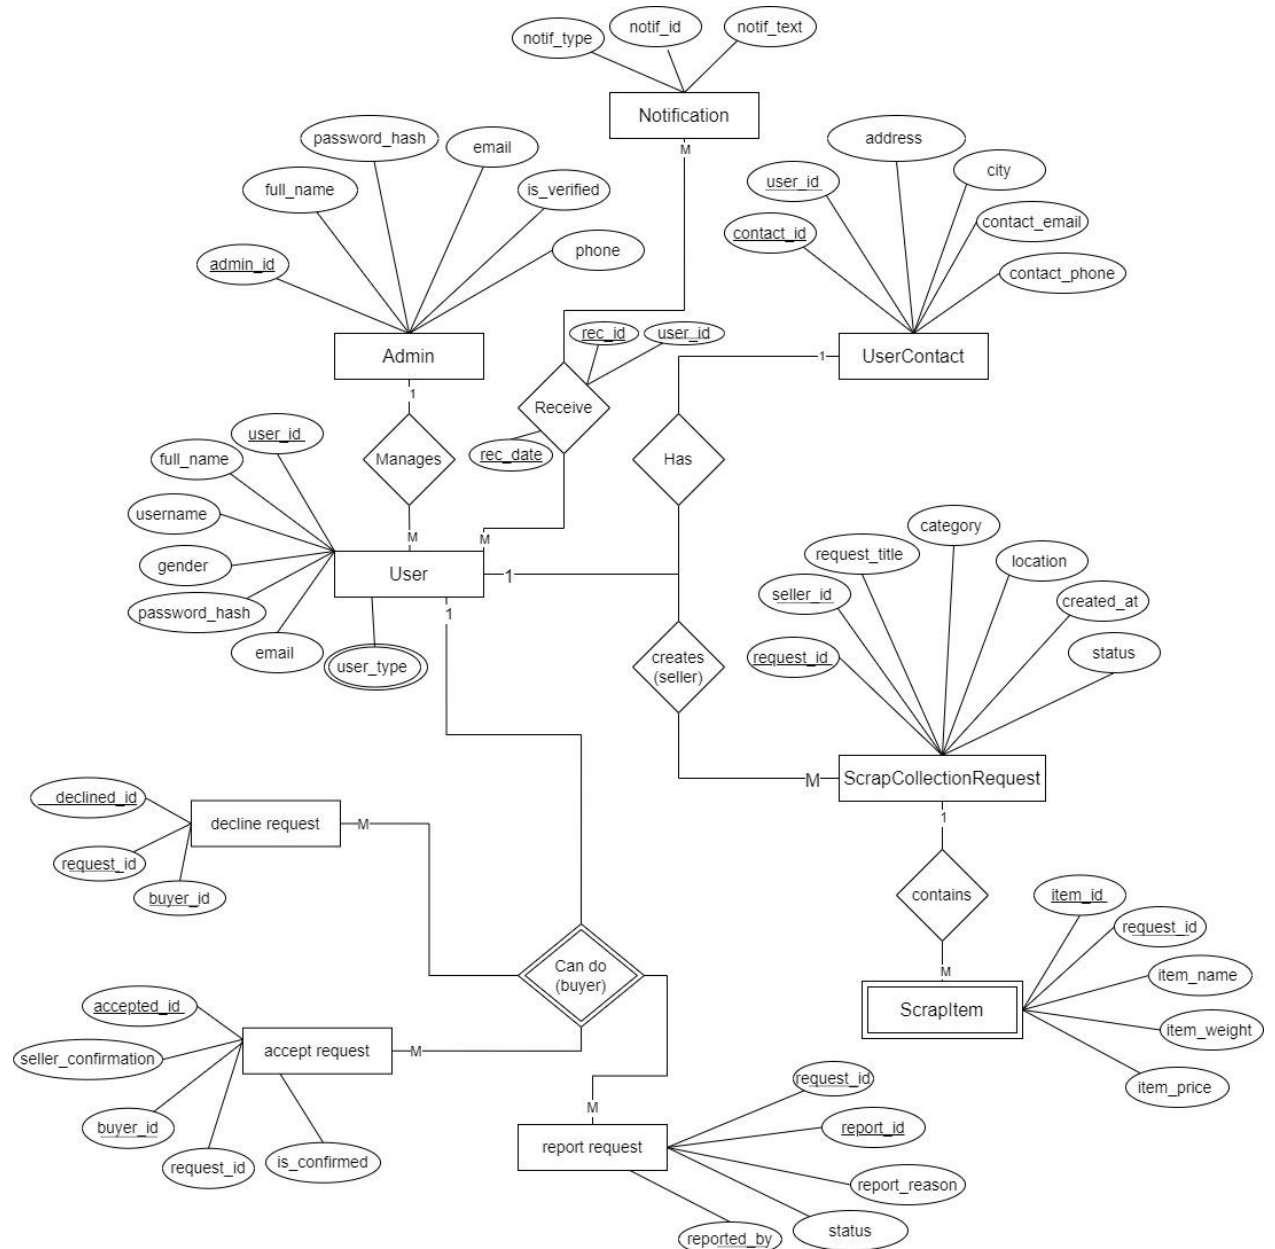 notif_type
notif_id
notif_text
Notification
M
password_hash
email
full_name
is_verified
admin_id
phone
Admin
1
Manages
M
address
user_id
city
contact_id
contact_email
contact_phone
UserContact
1
rec_id
user_id
Receive
rec_date
M
Has
user_id
full_name
username
gender
password_hash
email
user_type
User
1
1
creates
(seller)
M
category
request_title
location
seller_id
created_at
request_id
status
ScrapCollectionRequest
1
contains
M
item_id
request_id
item_name
item_weight
item_price
ScrapItem
declined_id
decline request
M
request_id
buyer_id
Can do
(buyer)
accepted_id
seller_confirmation
accept request
M
buyer_id
request_id
is_confirmed
M
report request
request_id
report_id
report_reason
status
reported_by